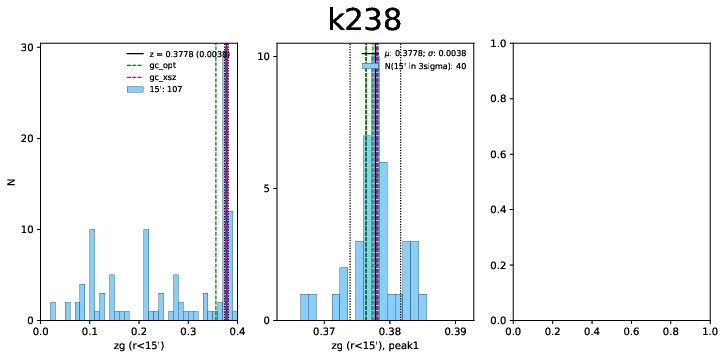 k238
z = 0.3778 (0.0038)
gc_opt
gc_xsz
15': 107
N
30
20
10
0
0.0 0.1 0.2 0.3 0.4
zg (r<15')
μ: 0.3778; σ: 0.0038
N(15' in 3sigma): 40
10
5
0
0.37 0.38 0.39
zg (r<15'), peak1
1.0
0.8
0.6
0.4
0.2
0.0
0.0 0.2 0.4 0.6 0.8 1.0